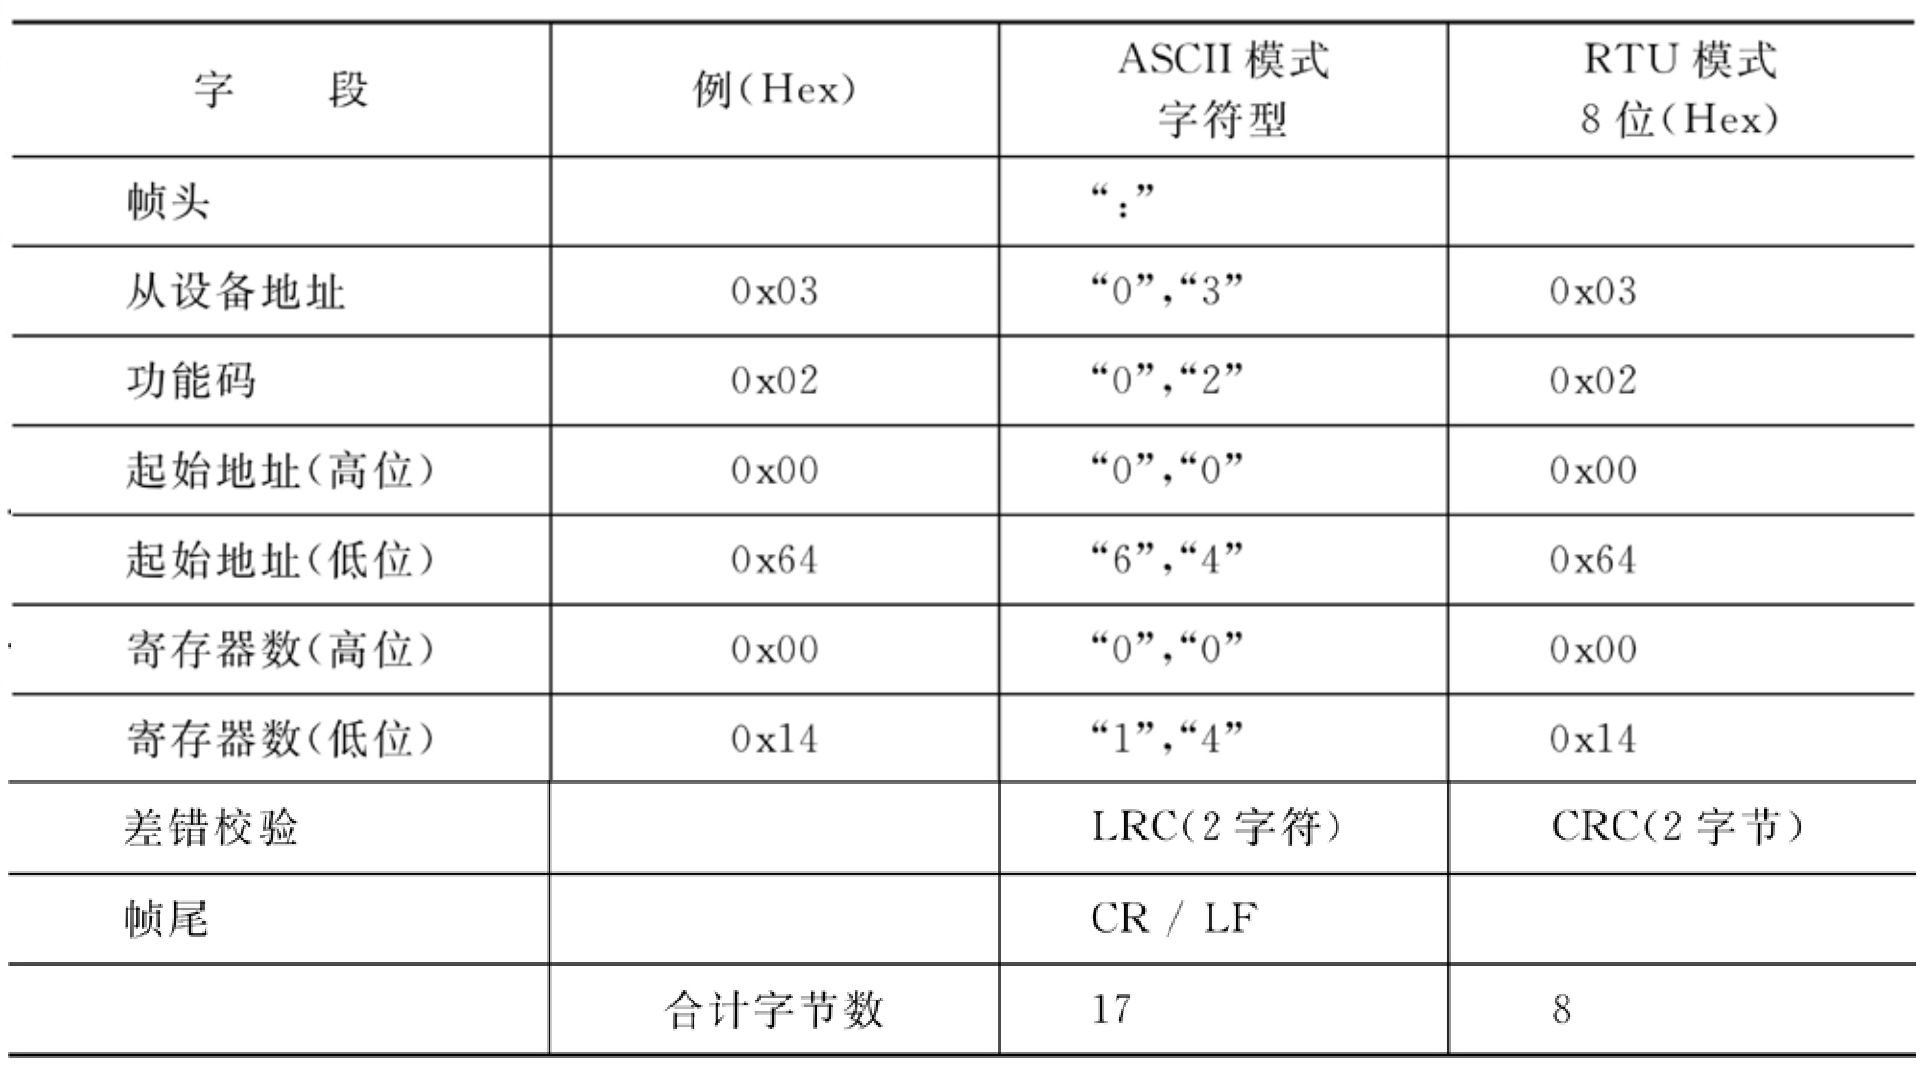 字 段 例(Hex) ASCII 模式 字符型 RTU 模式 8 位(Hex)
帧头 “:”
从设备地址 0x03 “0”,“3” 0x03
功能码 0x02 “0”,“2” 0x02
起始地址(高位) 0x00 “0”,“0” 0x00
起始地址(低位) 0x64 “6”,“4” 0x64
寄存器数(高位) 0x00 “0”,“0” 0x00
寄存器数(低位) 0x14 “1”,“4” 0x14
差错校验 LRC(2 字符) CRC(2 字节)
帧尾 CR / LF
合计字节数 17 8